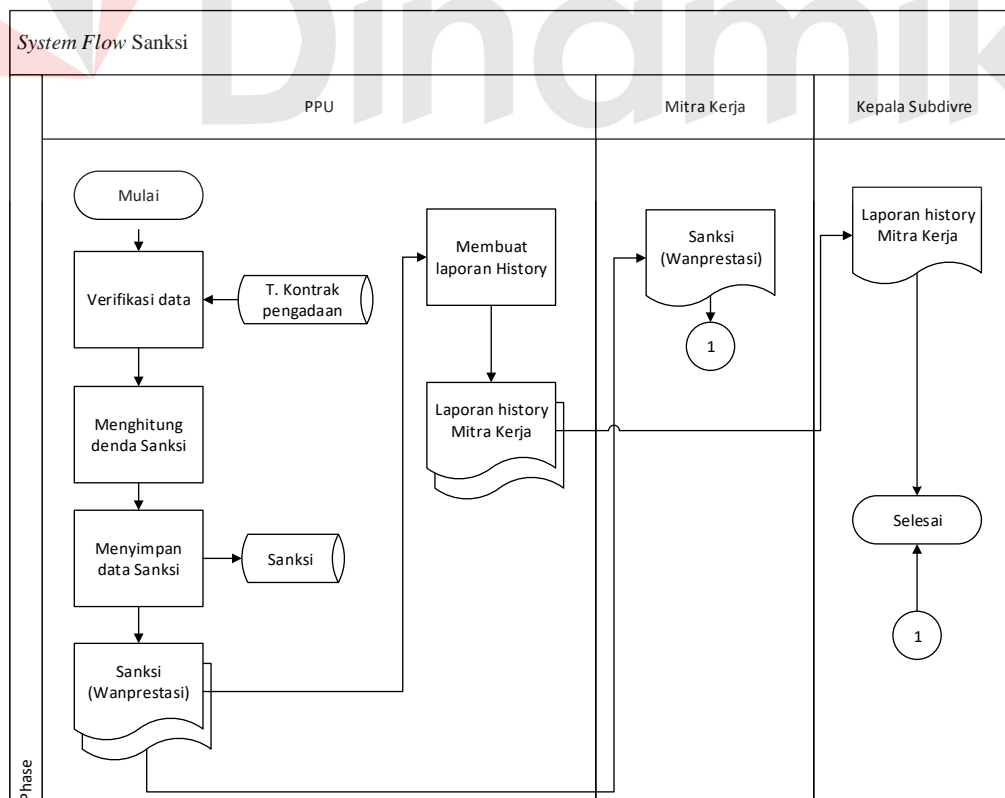 Dinamik
System Flow Sanksi
PPU
Mitra Kerja
Kepala Subdivre
Mulai
Verifikasi data
T. Kontrak
pengadaan
Menghitung
denda Sanksi
Menyimpan
data Sanksi
Sanksi
Sanksi
(Wanprestasi)
Membuat
laporan History
Laporan history
Mitra Kerja
Sanksi
(Wanprestasi)
1
Laporan history
Mitra Kerja
Selesai
1
Phase